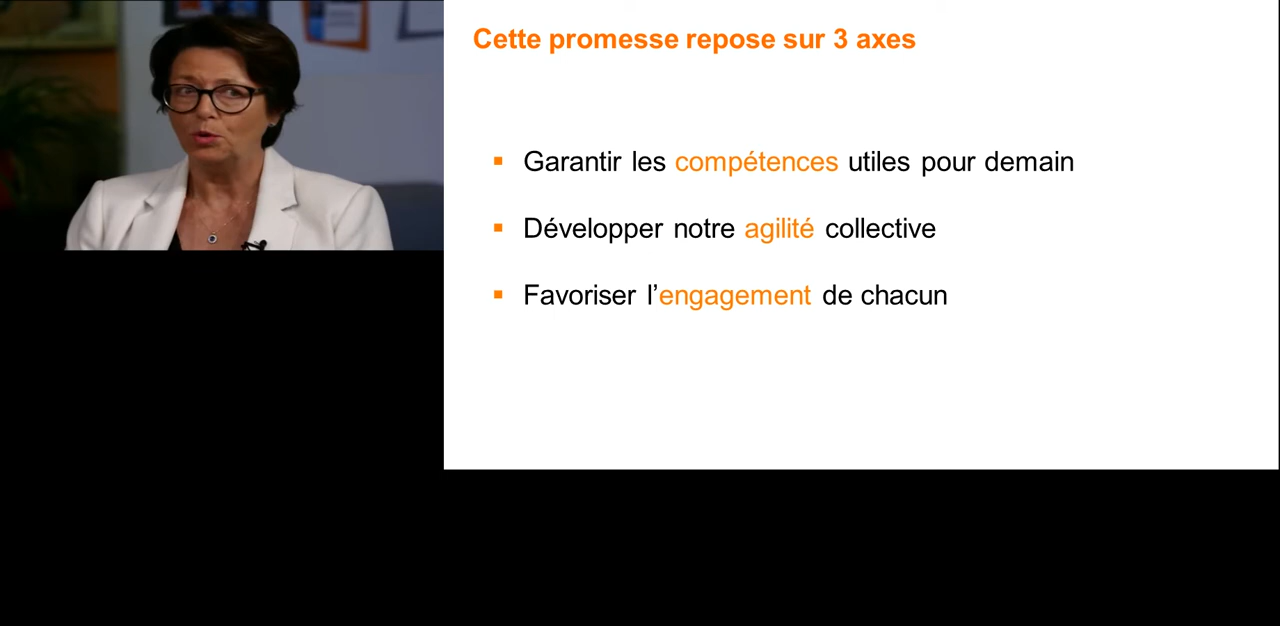 Cette promesse repose sur 3 axes
▪ Garantir les compétences utiles pour demain
▪ Développer notre agilité collective
▪ Favoriser l’engagement de chacun